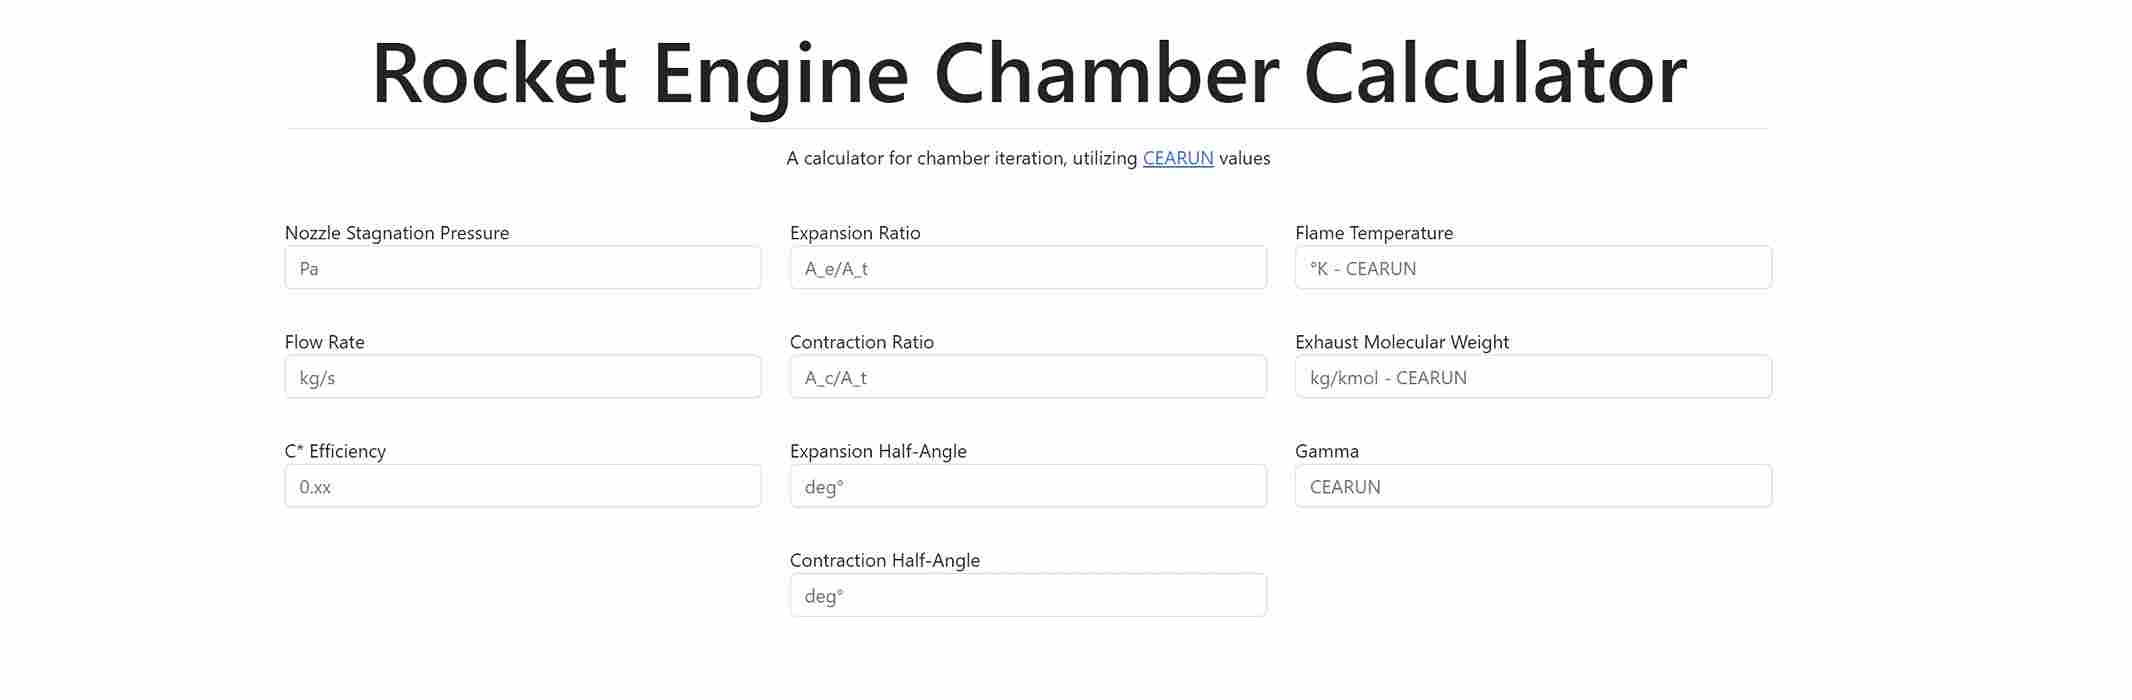 Rocket Engine Chamber Calculator
A calculator for chamber iteration, utilizing CEARUN values
Nozzle Stagnation Pressure
Pa
Expansion Ratio
A_e/A_t
Flame Temperature
°K - CEARUN
Flow Rate
kg/s
Contraction Ratio
A_c/A_t
Exhaust Molecular Weight
kg/kmol - CEARUN
C* Efficiency
0.xx
Expansion Half-Angle
deg°
Gamma
CEARUN
Contraction Half-Angle
deg°